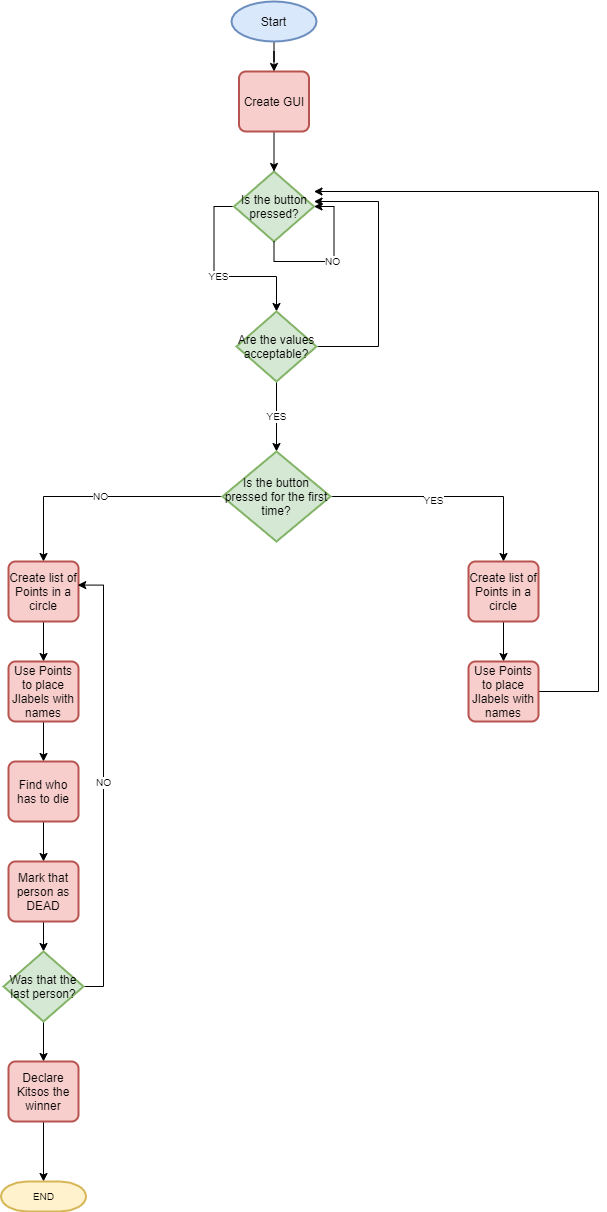 Start
Create GUI
Is the button
pressed?
NO
YES
Are the values
acceptable?
YES
Is the button
pressed for the first
time?
NO
YES
Create list of
Points in a
circle
Create list of
Points in a
circle
Use Points
to place
Jlabels with
names
Use Points
to place
Jlabels with
names
Find who
has to die
NO
Mark that
person as
DEAD
Was that the
last person?
Declare
Kitsos the
winner
END